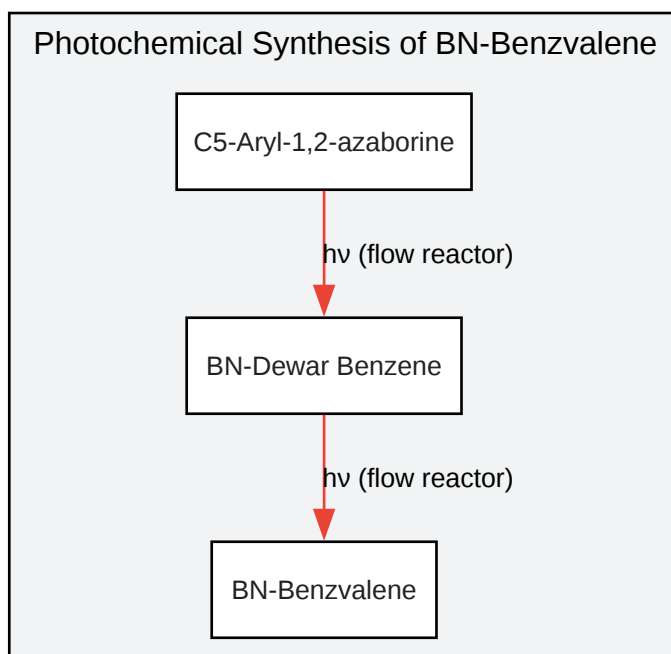 Photochemical Synthesis of BN-Benzvalene
C5-Aryl-1,2-azaborine
hν (flow reactor)
BN-Dewar Benzene
hν (flow reactor)
BN-Benzvalene